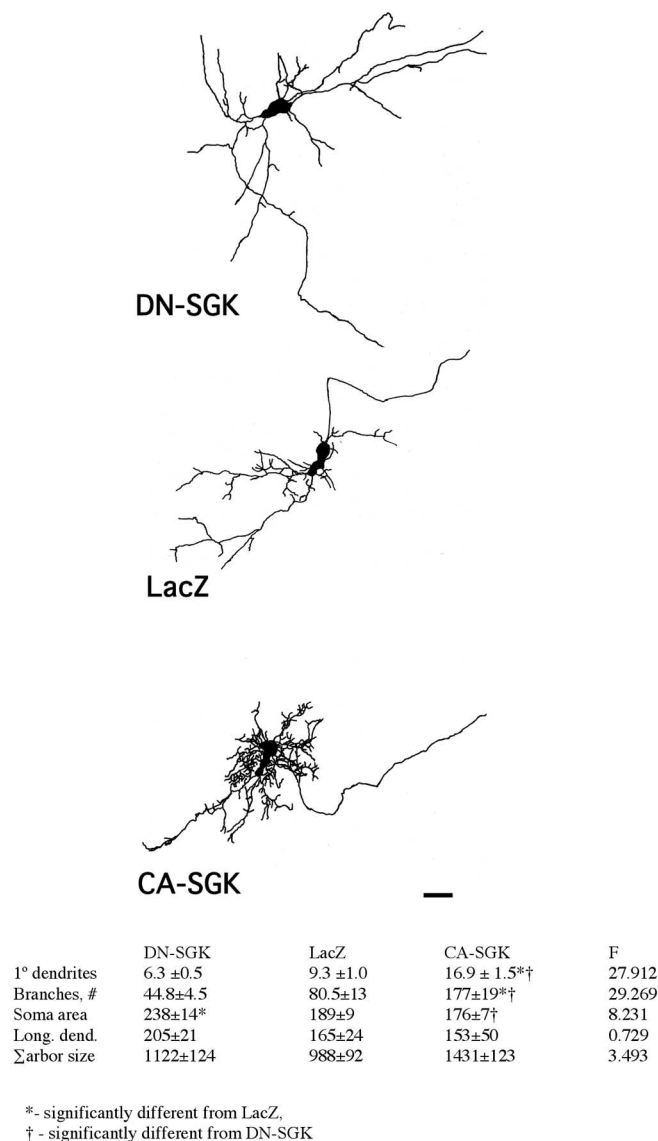 DN-SGK
LacZ
CA-SGK
DN-SGK LacZ CA-SGK F
1º dendrites 6.3 ±0.5 9.3 ±1.0 16.9 ± 1.5*† 27.912
Branches, # 44.8±4.5 80.5±13 177±19*† 29.269
Soma area 238±14* 189±9 176±7† 8.231
Long. dend. 205±21 165±24 153±50 0.729
∑arbor size 1122±124 988±92 1431±123 3.493
*- significantly different from LacZ,
† - significantly different from DN-SGK